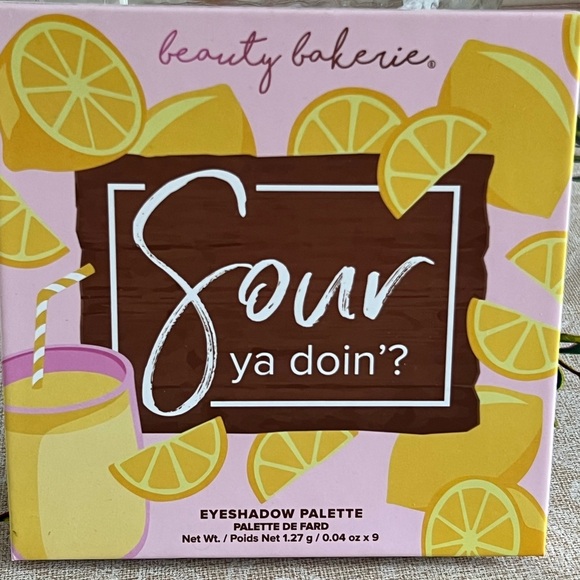 beauty bakerie®
Sour
ya doin'?
EYESHADOW PALETTE
PALETTE DE FARD
Net Wt. / Poids Net 1.27 g / 0.04 oz x 9